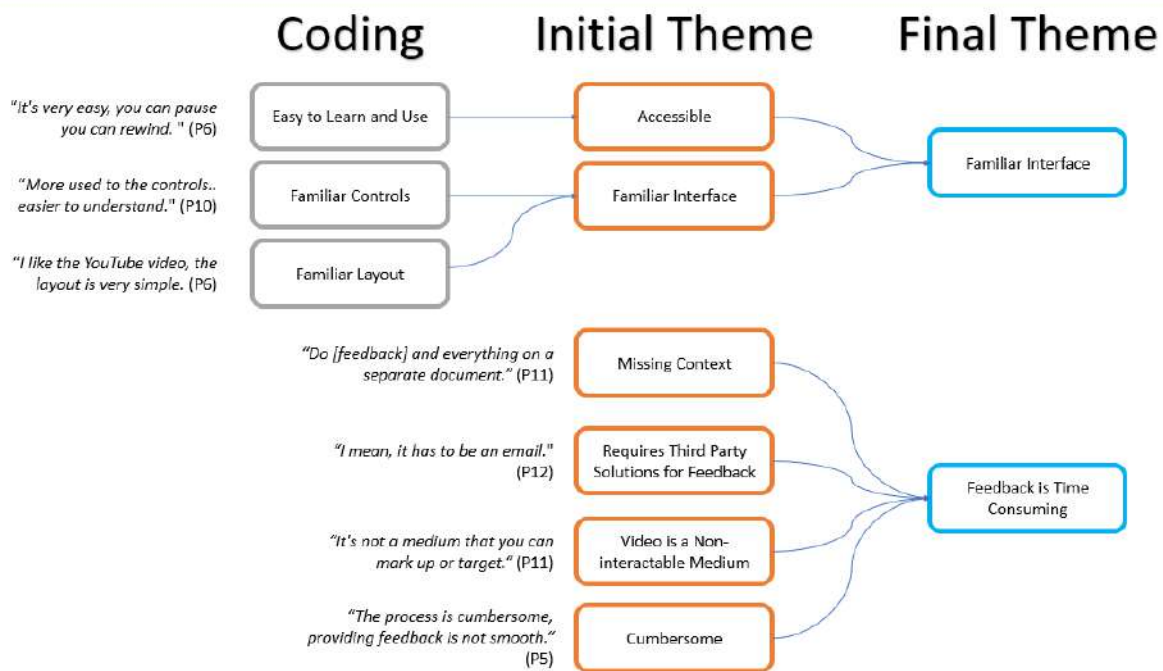 Coding Initial Theme Final Theme
"It's very easy, you can pause
you can rewind. " (P6)
Easy to Learn and Use
Accessible
Familiar Interface
“More used to the controls..
easier to understand." (P10)
Familiar Controls
Familiar Interface
"I like the YouTube video, the
layout is very simple. (P6)
Familiar Layout
“Do [feedback] and everything on a
separate document.” (P11)
Missing Context
“I mean, it has to be an email."
(P12)
Requires Third Party
Solutions for Feedback
Feedback is Time
Consuming
“It's not a medium that you can
mark up or target.“ (P11)
Video is a Non-
interactable Medium
“The process is cumbersome,
providing feedback is not smooth.“
(P5)
Cumbersome